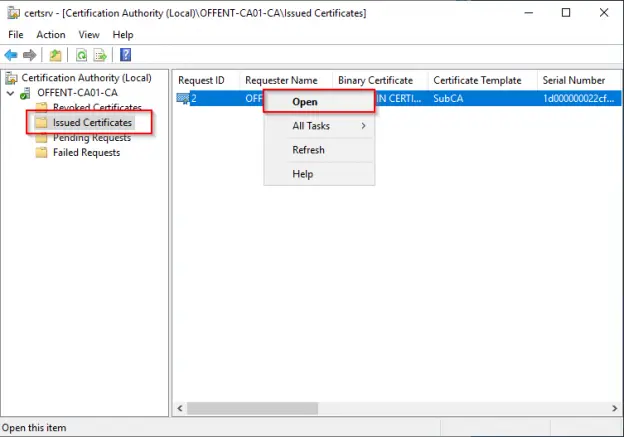 certsrv - [Certification Authority (Local)\OFFENT-CA01-CA\Issued Certificates]
File Action View Help
Certification Authority (Local)
OFFENT-CA01-CA
Revoked Certificates
Issued Certificates
Pending Requests
Failed Requests
Request ID Requester Name Binary Certificate Certificate Template Serial Number
2 OFF IN CERTI... SubCA 1d000000022cf...
Open
All Tasks
Refresh
Help
Open this item